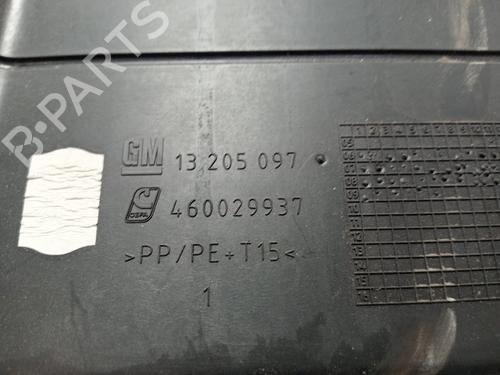 B-PARTS
GM 13 205 097
460029937
>PP/PE+T15<
1